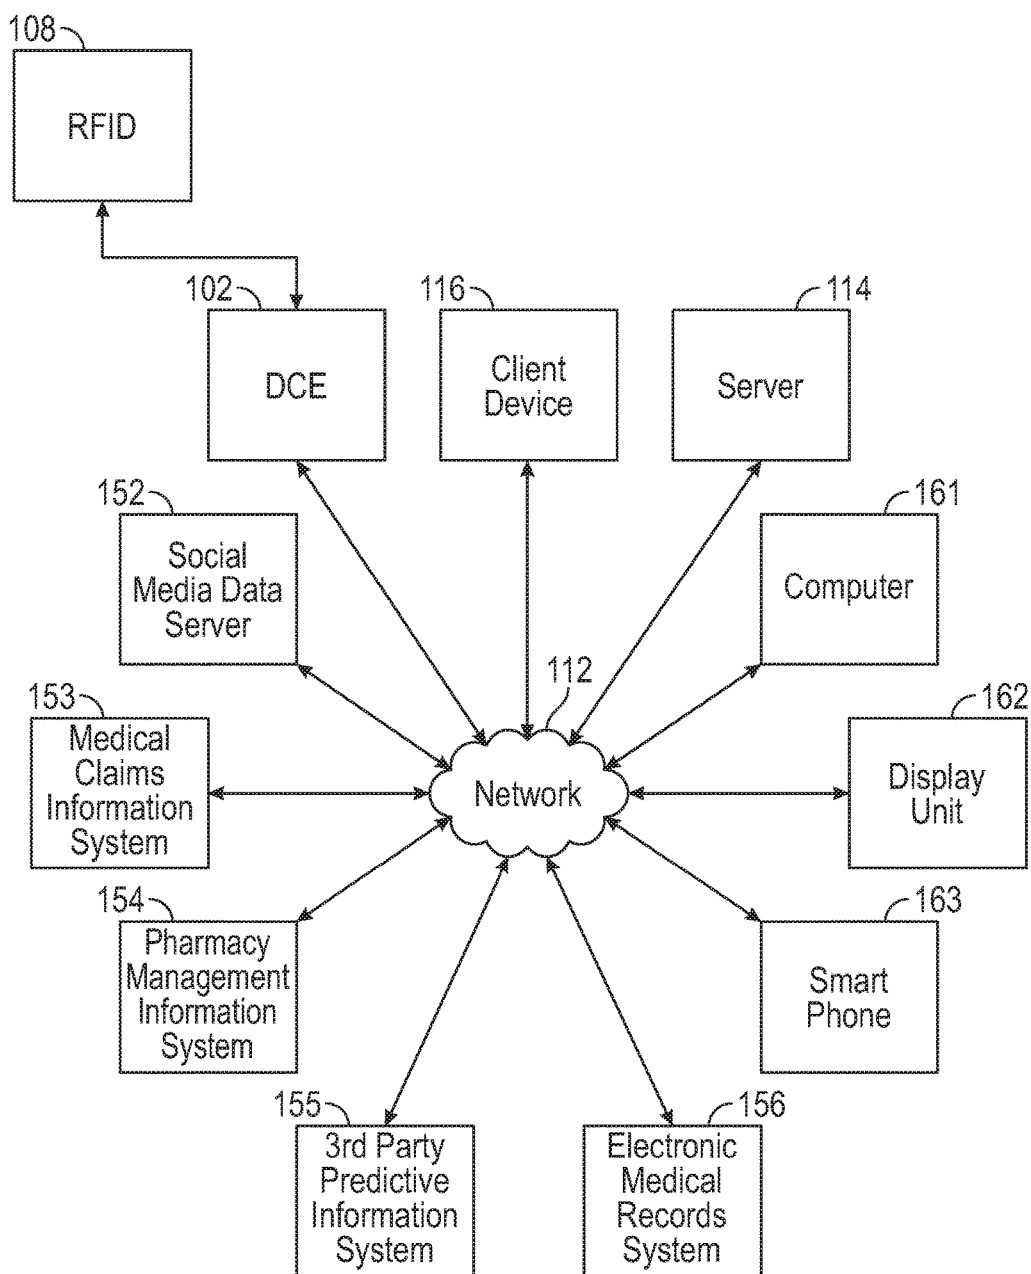 108
RFID
102
DCE
116
Client
Device
114
Server
152
Social
Media Data
Server
161
Computer
112
Network
153
Medical
Claims
Information
System
162
Display
Unit
154
Pharmacy
Management
Information
System
163
Smart
Phone
155
3rd Party
Predictive
Information
System
156
Electronic
Medical
Records
System